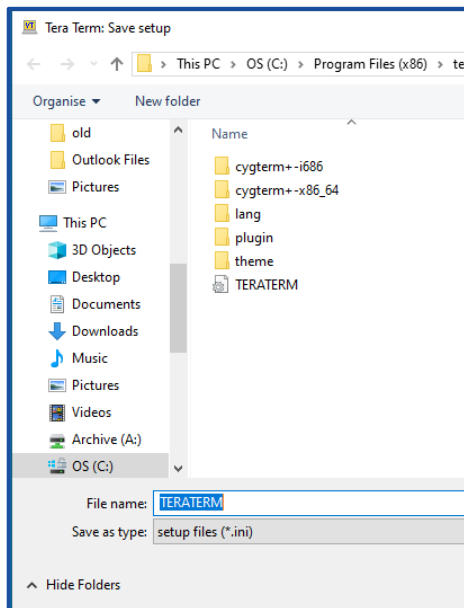 VT Tera Term: Save setup
This PC > OS (C:) > Program Files (x86) > te
Organise New folder
old
Outlook Files
Pictures
This PC
3D Objects
Desktop
Documents
Downloads
Music
Pictures
Videos
Archive (A:)
OS (C:)
Name
cygterm+-i686
cygterm+-x86_64
lang
plugin
theme
TERATERM
File name: TERATERM
Save as type: setup files (*.ini)
Hide Folders